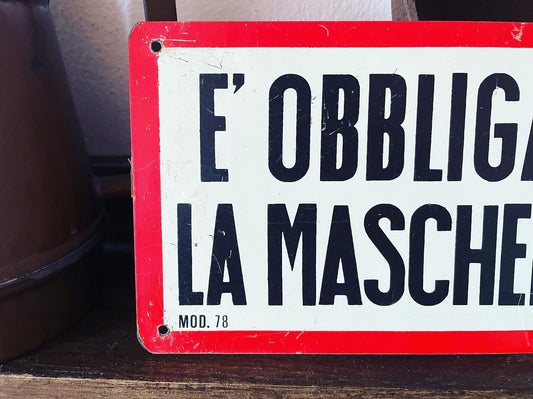 E' OBBLIGA
LA MASCHE
MOD. 78